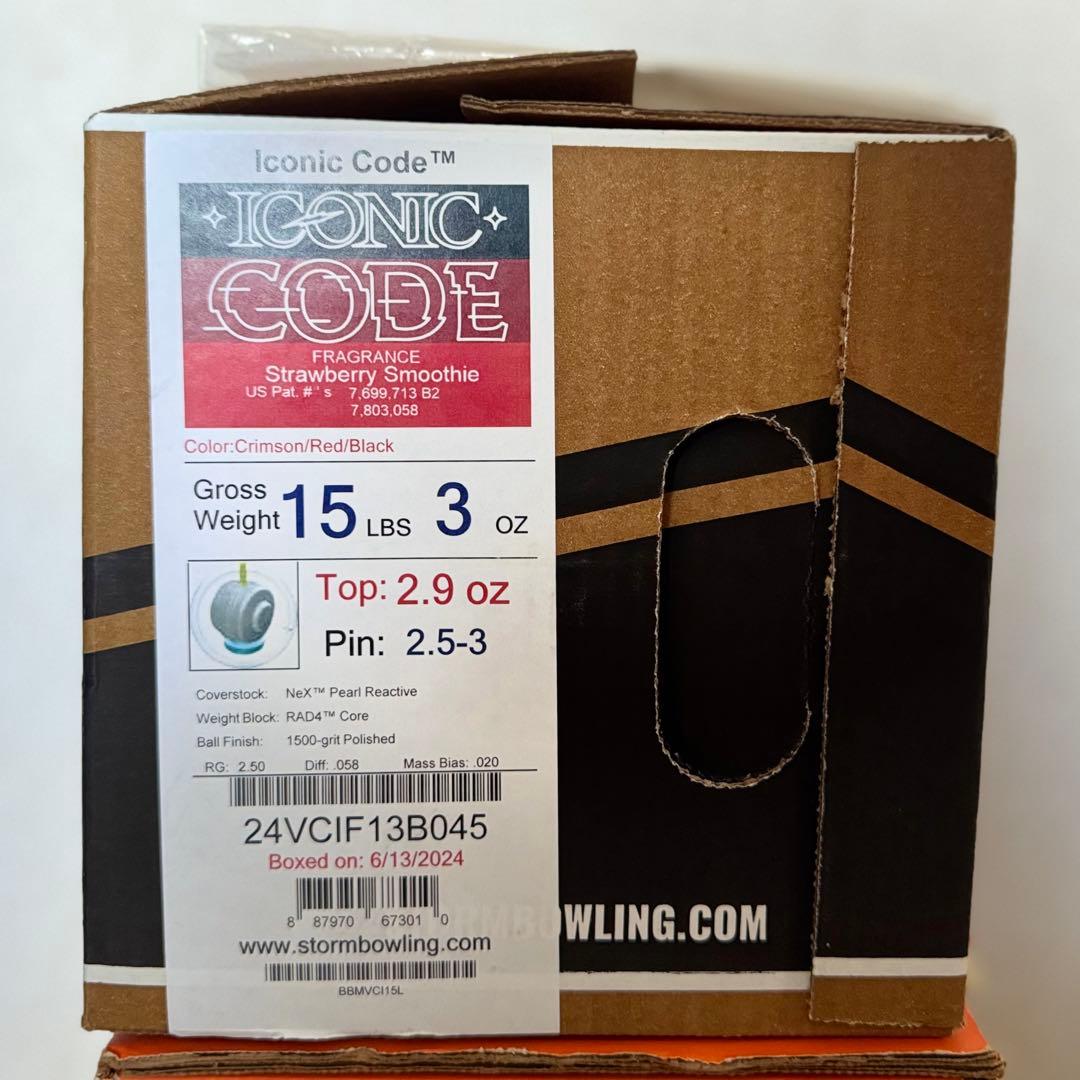 Iconic Code™
ICONIC
CODE
FRAGRANCE
Strawberry Smoothie
US Pat. # ' s 7,699,713 B2
7,803,058
Color:Crimson/Red/Black
Gross Weight 15 LBS 3 OZ
Top: 2.9 oz
Pin: 2.5-3
Coverstock: NeX™ Pearl Reactive
Weight Block: RAD4™ Core
Ball Finish: 1500-grit Polished
RG: 2.50 Diff: .058 Mass Bias: .020
24VCIF13B045
Boxed on: 6/13/2024
8 87970 67301 0
www.stormbowling.com
BBMVCI15L
STORMBOWLING.COM